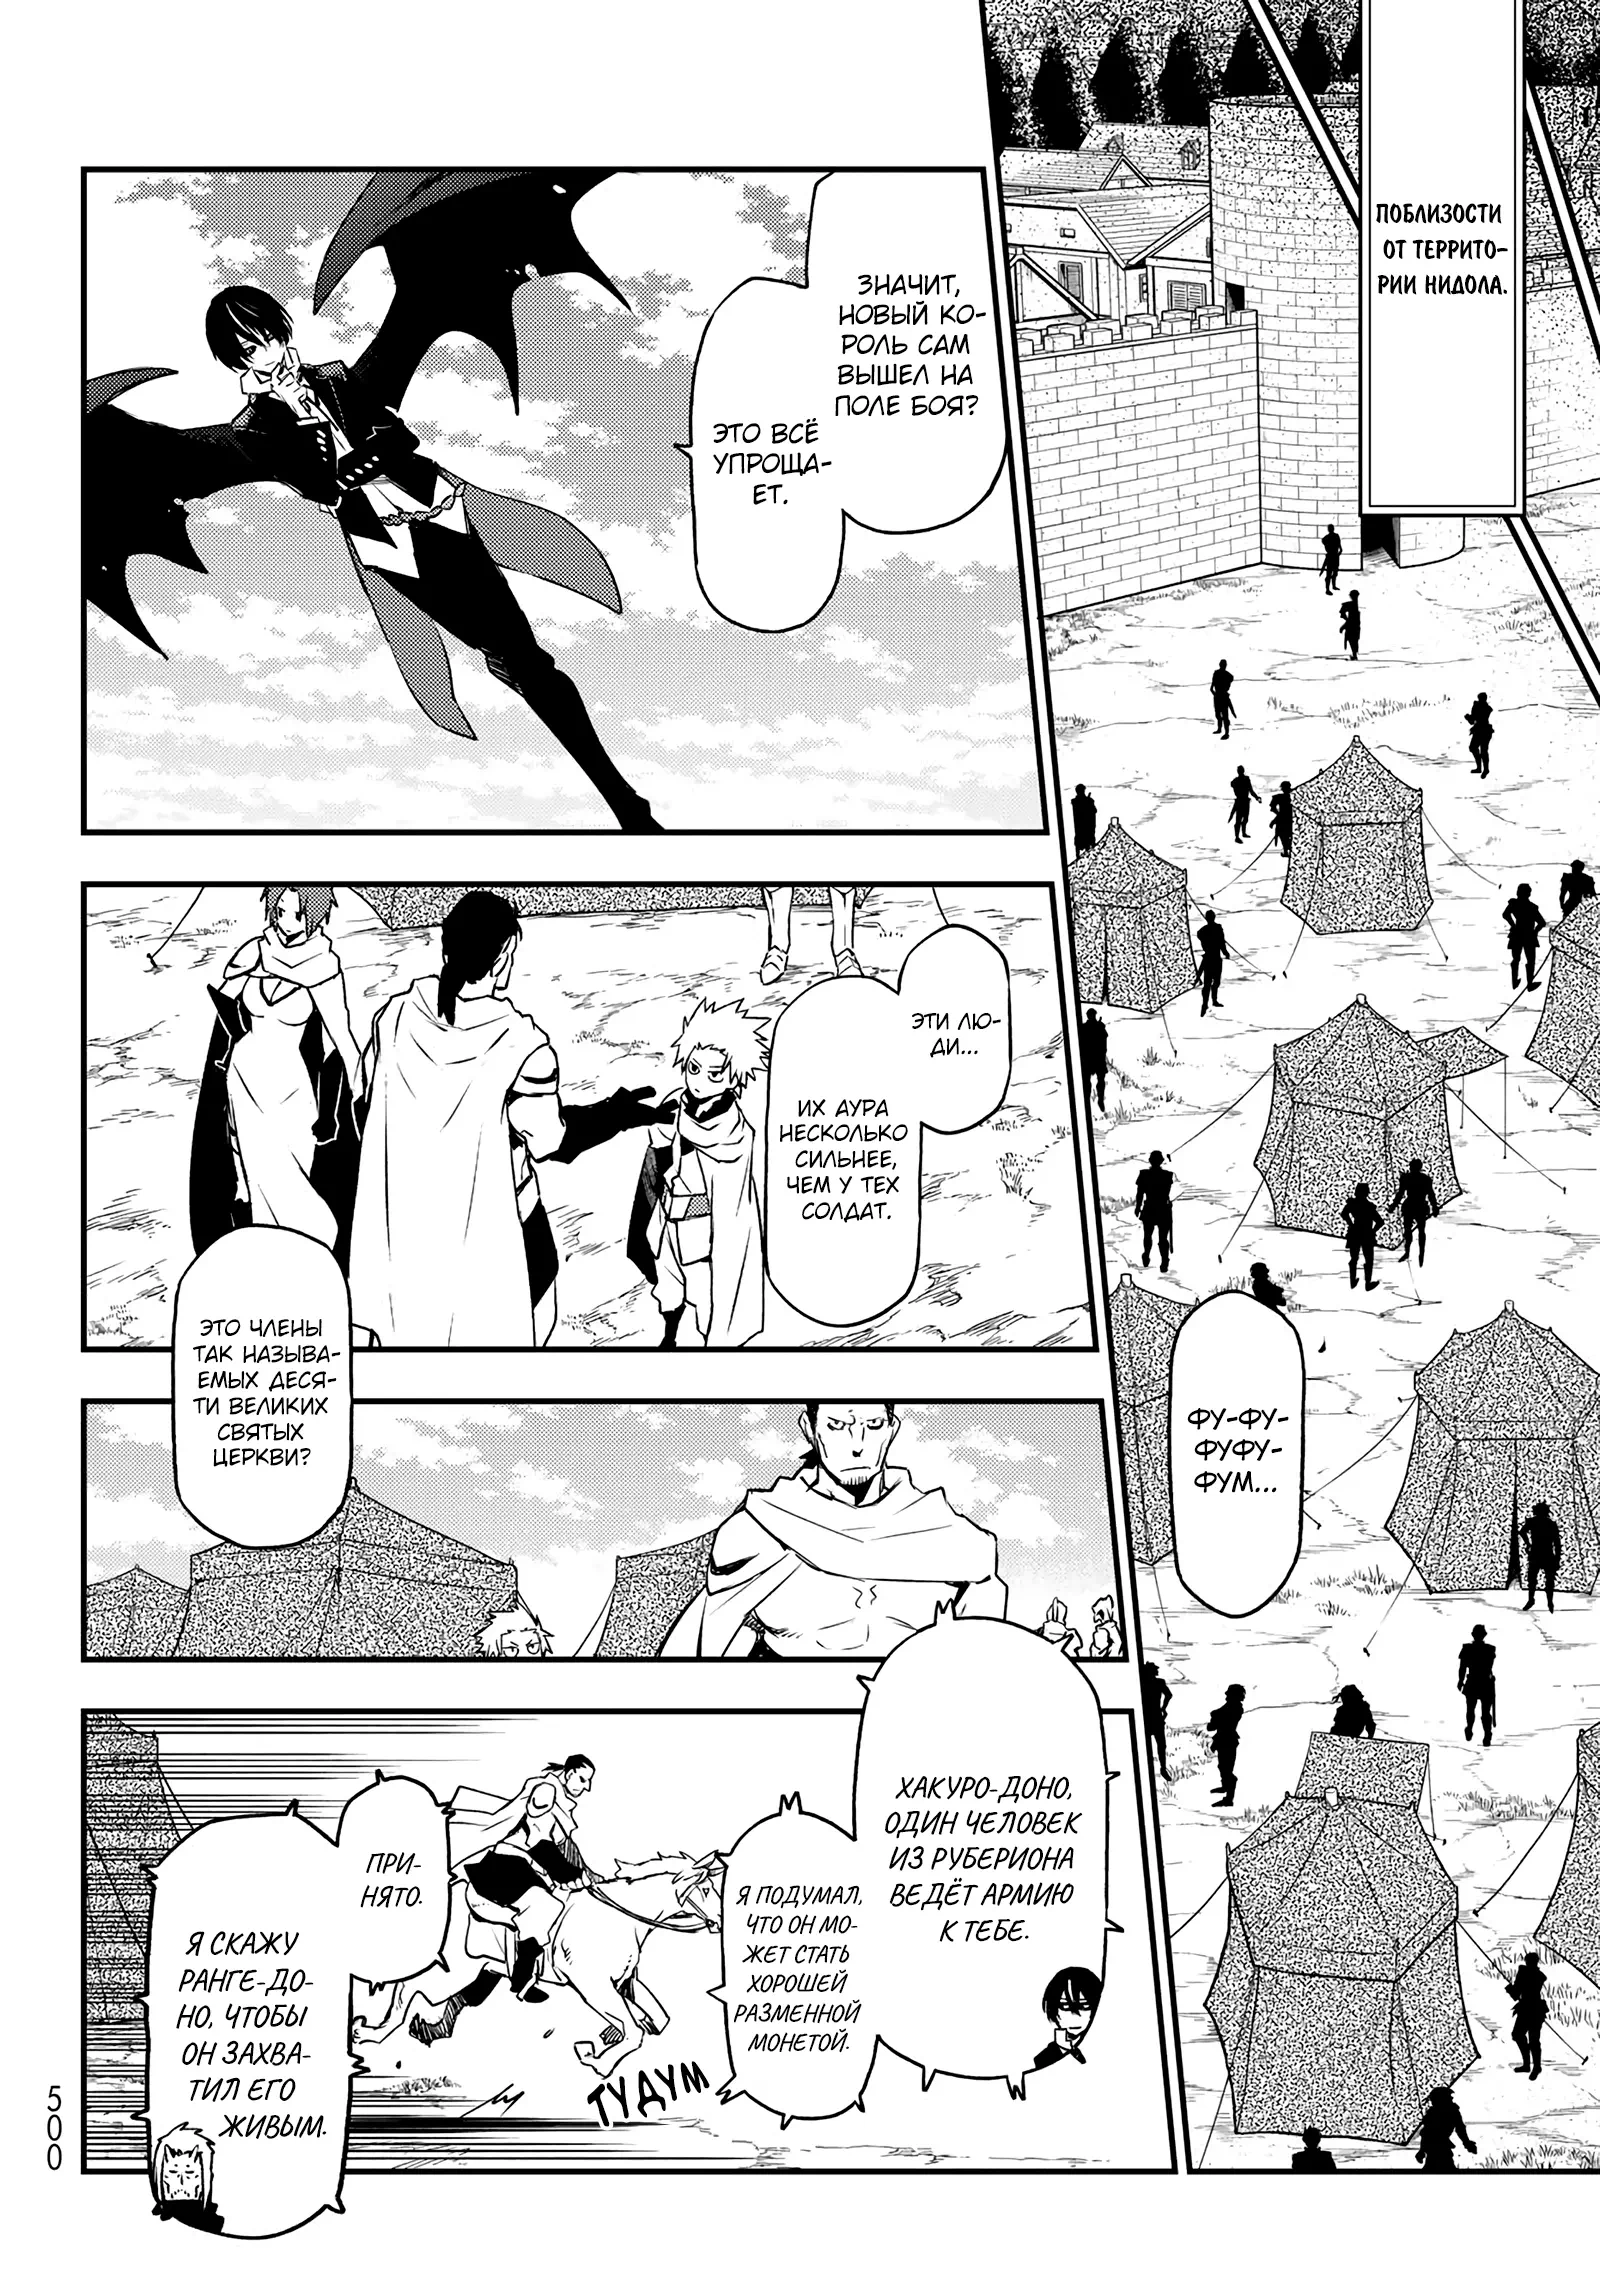 ПОБЛИЗОСТИ
ОТ ТЕРРИТО-
РИИ НИДОЛА.
ФУ-ФУ-
ФУФУ-
ФУМ...
ЗНАЧИТ,
НОВЫЙ КО-
РОЛЬ САМ
ВЫШЕЛ НА
ПОЛЕ БОЯ?
ЭТО ВСЁ
УПРОЩА-
ЕТ.
ЭТИ ЛЮ-
ДИ...
ИХ АУРА
НЕСКОЛЬКО
СИЛЬНЕЕ,
ЧЕМ У ТЕХ
СОЛДАТ.
ЭТО ЧЛЕНЫ
ТАК НАЗЫВА-
ЕМЫХ ДЕСЯ-
ТИ ВЕЛИКИХ
СВЯТЫХ
ЦЕРКВИ?
ХАКУРО-ДОНО,
ОДИН ЧЕЛОВЕК
ИЗ РУБЕРИОНА
ВЕДЁТ АРМИЮ
К ТЕБЕ.
Я ПОДУМАЛ,
ЧТО ОН МО-
ЖЕТ СТАТЬ
ХОРОШЕЙ
РАЗМЕННОЙ
МОНЕТОЙ.
ТУДУМ
ПРИ-
НЯТО.
Я СКАЖУ
РАНГЕ-ДО-
НО, ЧТОБЫ
ОН ЗАХВА-
ТИЛ ЕГО
ЖИВЫМ.
500